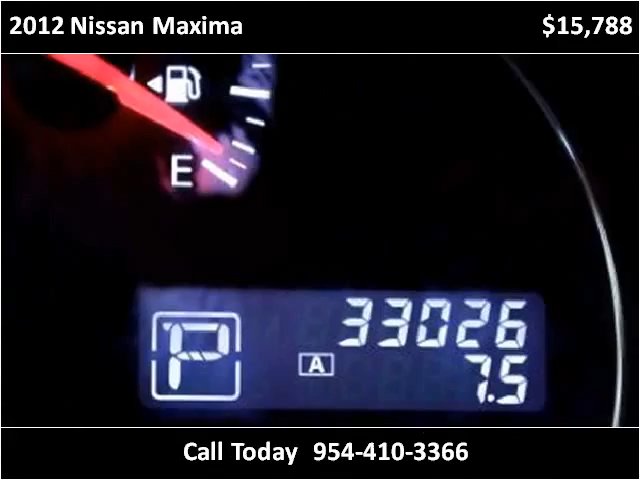 2012 Nissan Maxima $15,788
E
33026
P A 7.5
Call Today 954-410-3366